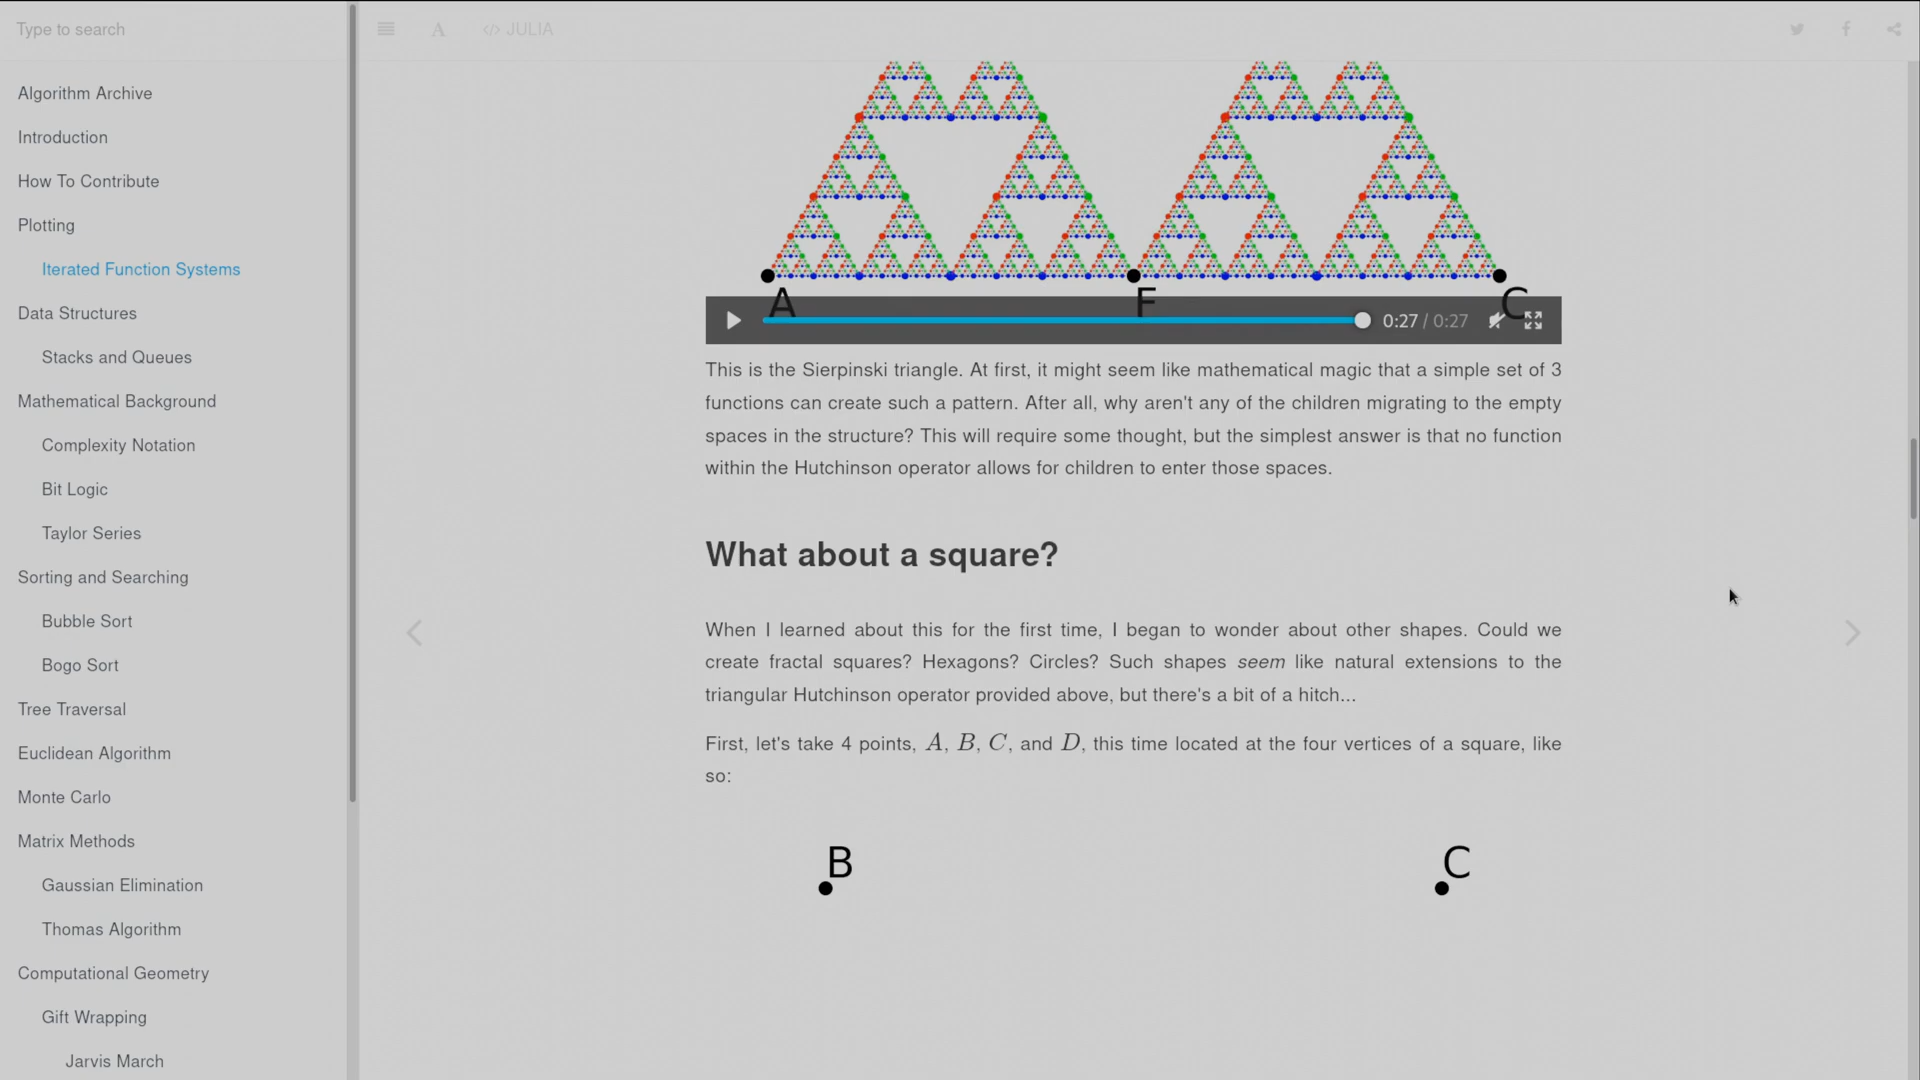 Type to search
A
</> JULIA
Algorithm Archive
Introduction
How To Contribute
Plotting
Iterated Function Systems
Data Structures
Stacks and Queues
Mathematical Background
Complexity Notation
Bit Logic
Taylor Series
Sorting and Searching
Bubble Sort
Bogo Sort
Tree Traversal
Euclidean Algorithm
Monte Carlo
Matrix Methods
Gaussian Elimination
Thomas Algorithm
Computational Geometry
Gift Wrapping
Jarvis March
A F C
0:27 / 0:27
This is the Sierpinski triangle. At first, it might seem like mathematical magic that a simple set of 3
functions can create such a pattern. After all, why aren't any of the children migrating to the empty
spaces in the structure? This will require some thought, but the simplest answer is that no function
within the Hutchinson operator allows for children to enter those spaces.
What about a square?
When I learned about this for the first time, I began to wonder about other shapes. Could we
create fractal squares? Hexagons? Circles? Such shapes seem like natural extensions to the
triangular Hutchinson operator provided above, but there's a bit of a hitch...
First, let's take 4 points, A, B, C, and D, this time located at the four vertices of a square, like
so:
B C